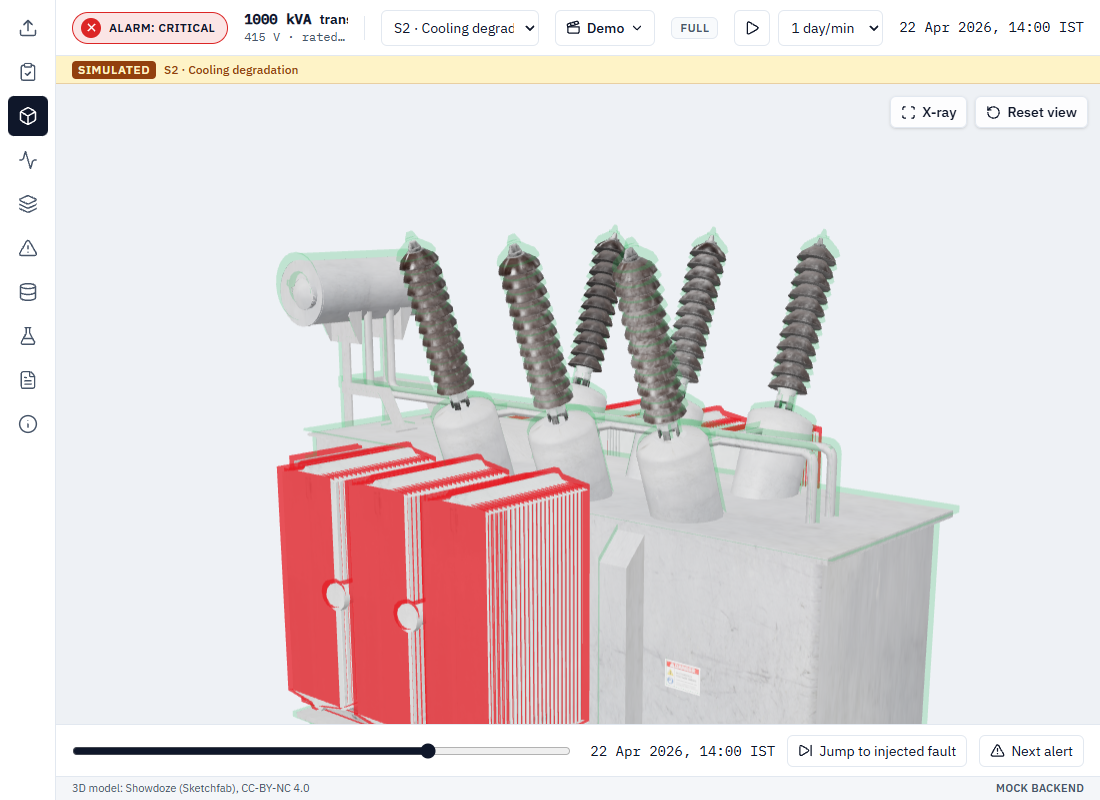 ALARM: CRITICAL
1000 kVA trans
415 V · rated…
S2 · Cooling degrad
Demo
FULL
1 day/min
22 Apr 2026, 14:00 IST
SIMULATED S2 · Cooling degradation
X-ray
Reset view
22 Apr 2026, 14:00 IST
Jump to injected fault
Next alert
3D model: Showdoze (Sketchfab), CC-BY-NC 4.0
MOCK BACKEND